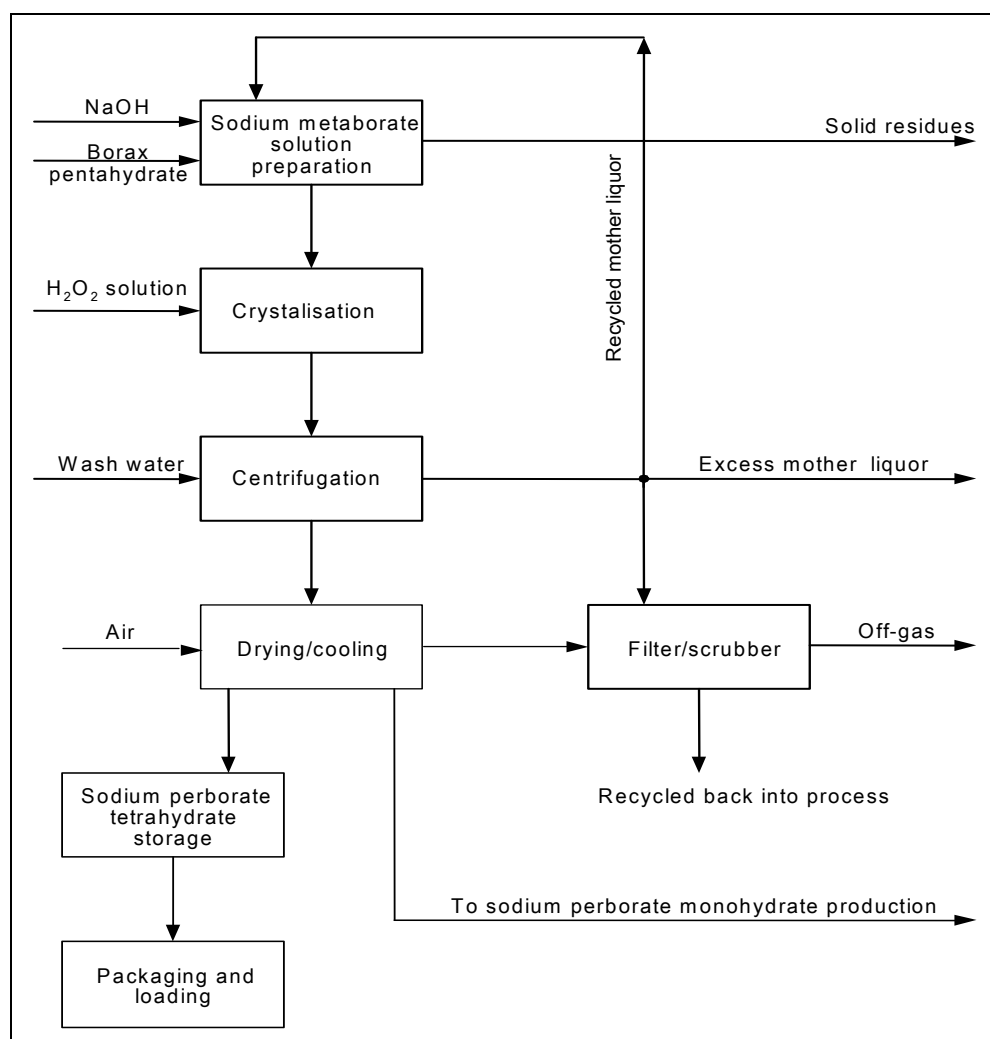 NaOH
Borax
pentahydrate
Sodium metaborate
solution
preparation
Solid residues
Recycled mother liquor
H₂O₂ solution
Crystalisation
Wash water
Centrifugation
Excess mother liquor
Air
Drying/cooling
Filter/scrubber
Off-gas
Sodium perborate
tetrahydrate
storage
Recycled back into process
To sodium perborate monohydrate production
Packaging and
loading